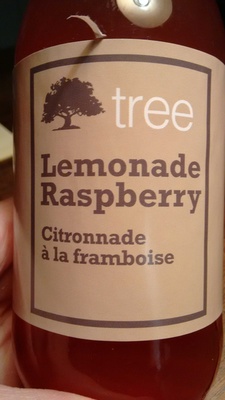 tree
Lemonade
Raspberry
Citronnade
à la framboise